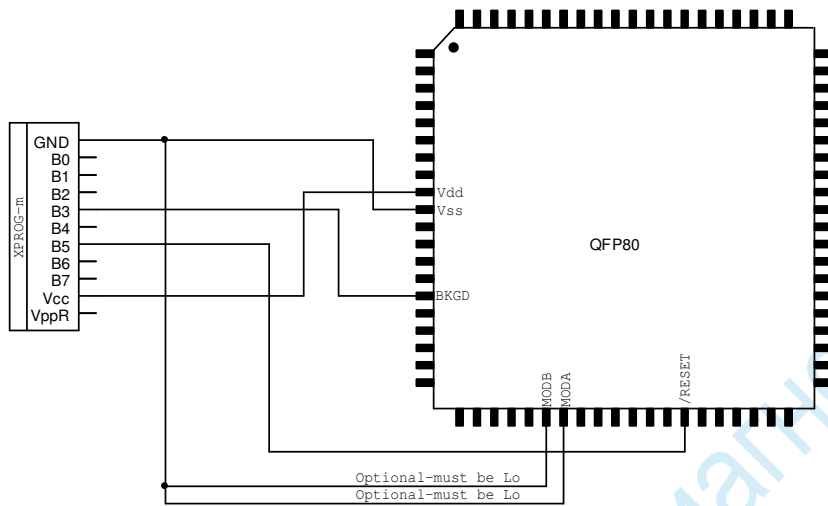 XPROG-m
GND
B0
B1
B2
B3
B4
B5
B6
B7
Vcc
VppR
Vdd
Vss
BKGD
QFP80
MODB
MODA
/RESET
Optional-must be Lo
Optional-must be Lo